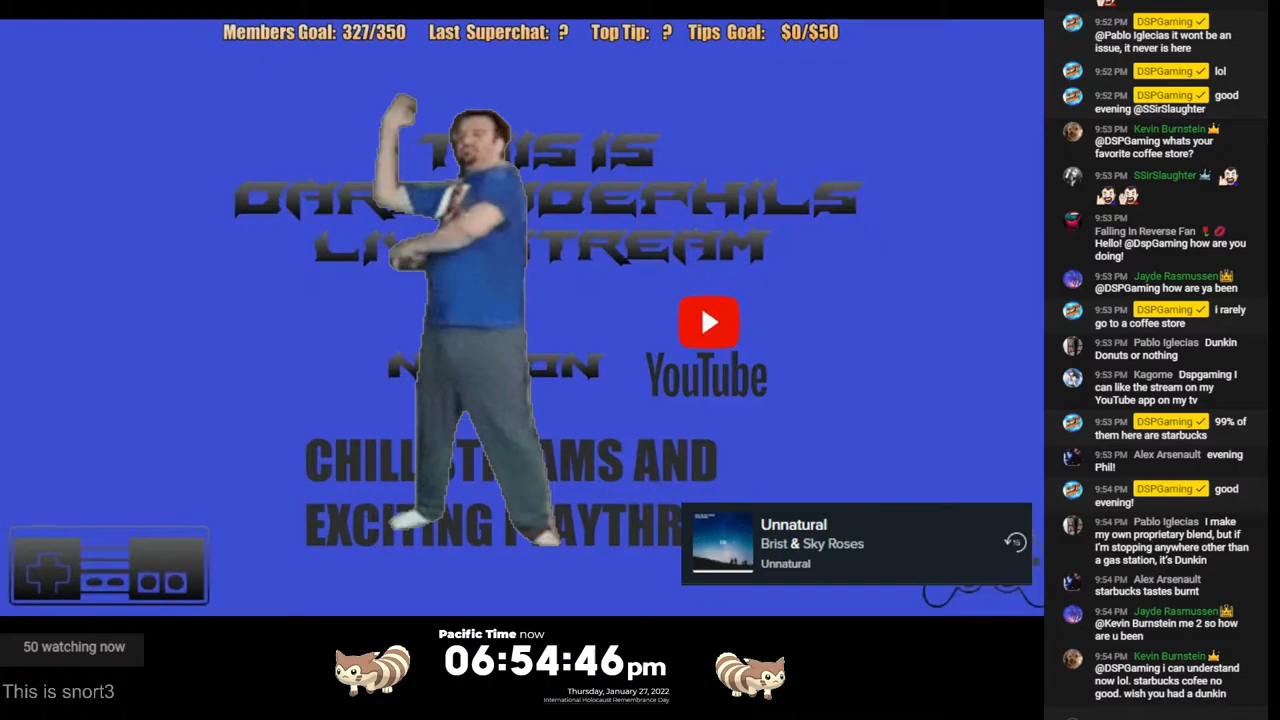 Members Goal: 327/350 Last Superchat: ? Top Tip: ? Tips Goal: $0/$50
LIVESTREAM
YouTube
CHILL STREAMS AND
Unnatural
Brist & Sky Roses
Unnatural
15
50 watching now
This is snort3
Pacific Time now
06:54:46pm
Thursday, January 27, 2022
International Holocaust Remembrance Day
9:52 PM DSPGaming
@Pablo Iglecias it wont be an
issue, it never is here
9:52 PM DSPGaming lol
9:52 PM DSPGaming good
evening @SSirSlaughter
9:53 PM Kevin Burnstein
@DSPGaming whats your
favorite coffee store?
9:53 PM SSirSlaughter
9:53 PM
Falling In Reverse Fan
Hello! @DspGaming how are you
doing!
9:53 PM Jayde Rasmussen
@DSPGaming how are ya been
9:53 PM DSPGaming i rarely
go to a coffee store
9:53 PM Pablo Iglecias Dunkin
Donuts or nothing
9:53 PM Kagome Dspgaming I
can like the stream on my
YouTube app on my tv
9:53 PM DSPGaming 99% of
them here are starbucks
9:53 PM Alex Arsenault evening
Phil!
9:54 PM DSPGaming good
evening!
9:54 PM Pablo Iglecias I make
my own proprietary blend, but if
I'm stopping anywhere other than
a gas station, it's Dunkin
9:54 PM Alex Arsenault
starbucks tastes burnt
9:54 PM Jayde Rasmussen
@Kevin Burnstein me 2 so how
are u been
9:54 PM Kevin Burnstein
@DSPGaming i can understand
now lol. starbucks cofee no
good. wish you had a dunkin